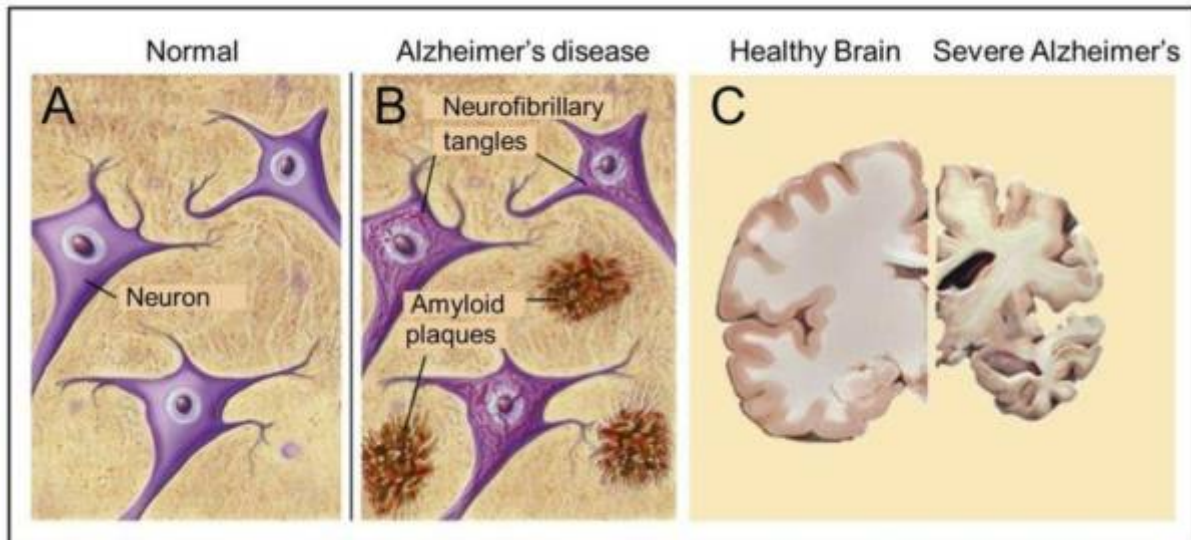 Normal
Alzheimer's disease
Healthy Brain
Severe Alzheimer's
A
Neuron
B
Neurofibrillary
tangles
Amyloid
plaques
C